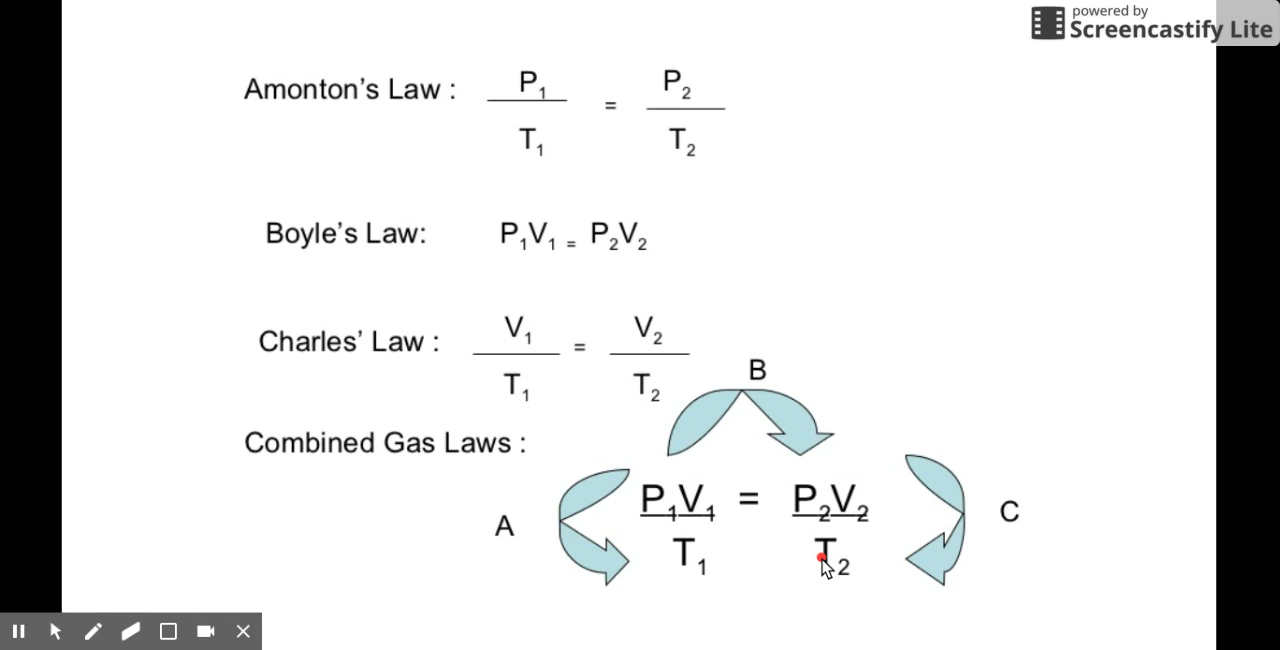 powered by
Screencastify Lite
Amonton’s Law : P₁ = P₂
T₁ T₂
Boyle’s Law: P₁V₁ = P₂V₂
Charles’ Law : V₁ = V₂
T₁ T₂
B
Combined Gas Laws :
P₁V₁ = P₂V₂
A C
T₁ T₂